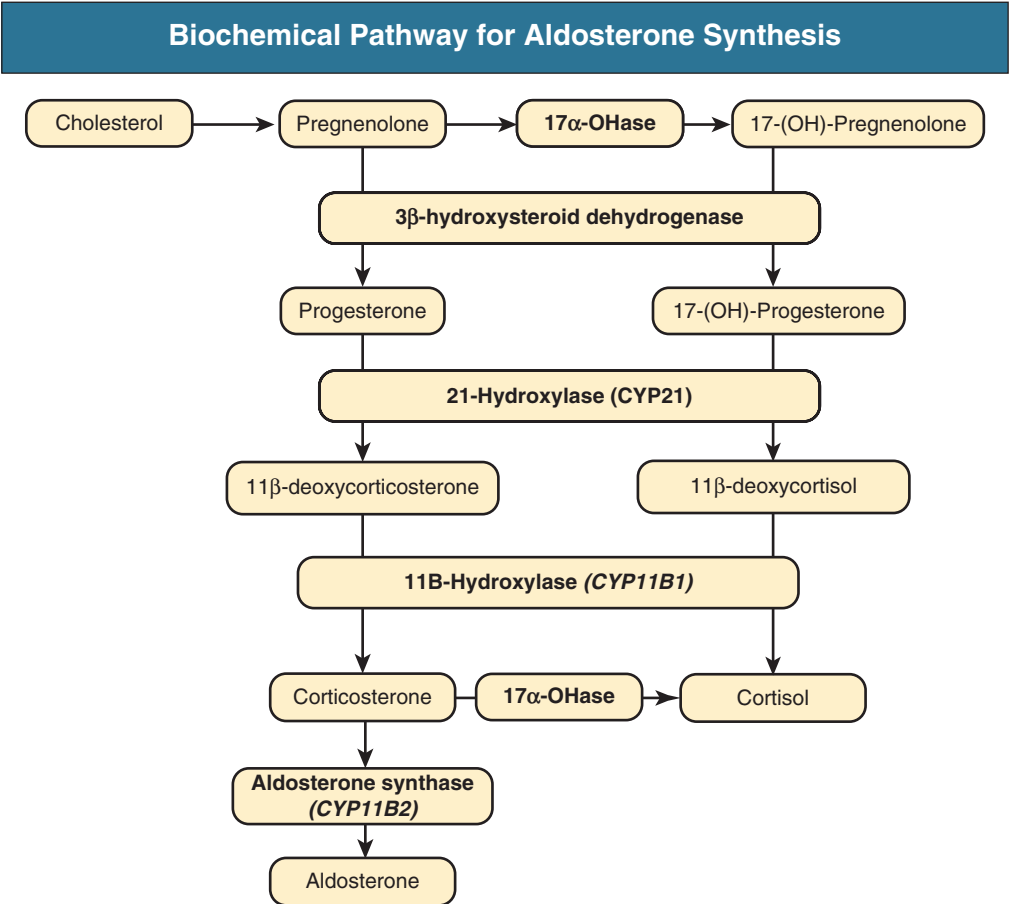 Biochemical Pathway for Aldosterone Synthesis
Cholesterol
Pregnenolone
17α-OHase
17-(OH)-Pregnenolone
3β-hydroxysteroid dehydrogenase
Progesterone
17-(OH)-Progesterone
21-Hydroxylase (CYP21)
11β-deoxycorticosterone
11β-deoxycortisol
11B-Hydroxylase (CYP11B1)
Corticosterone
17α-OHase
Cortisol
Aldosterone synthase
(CYP11B2)
Aldosterone